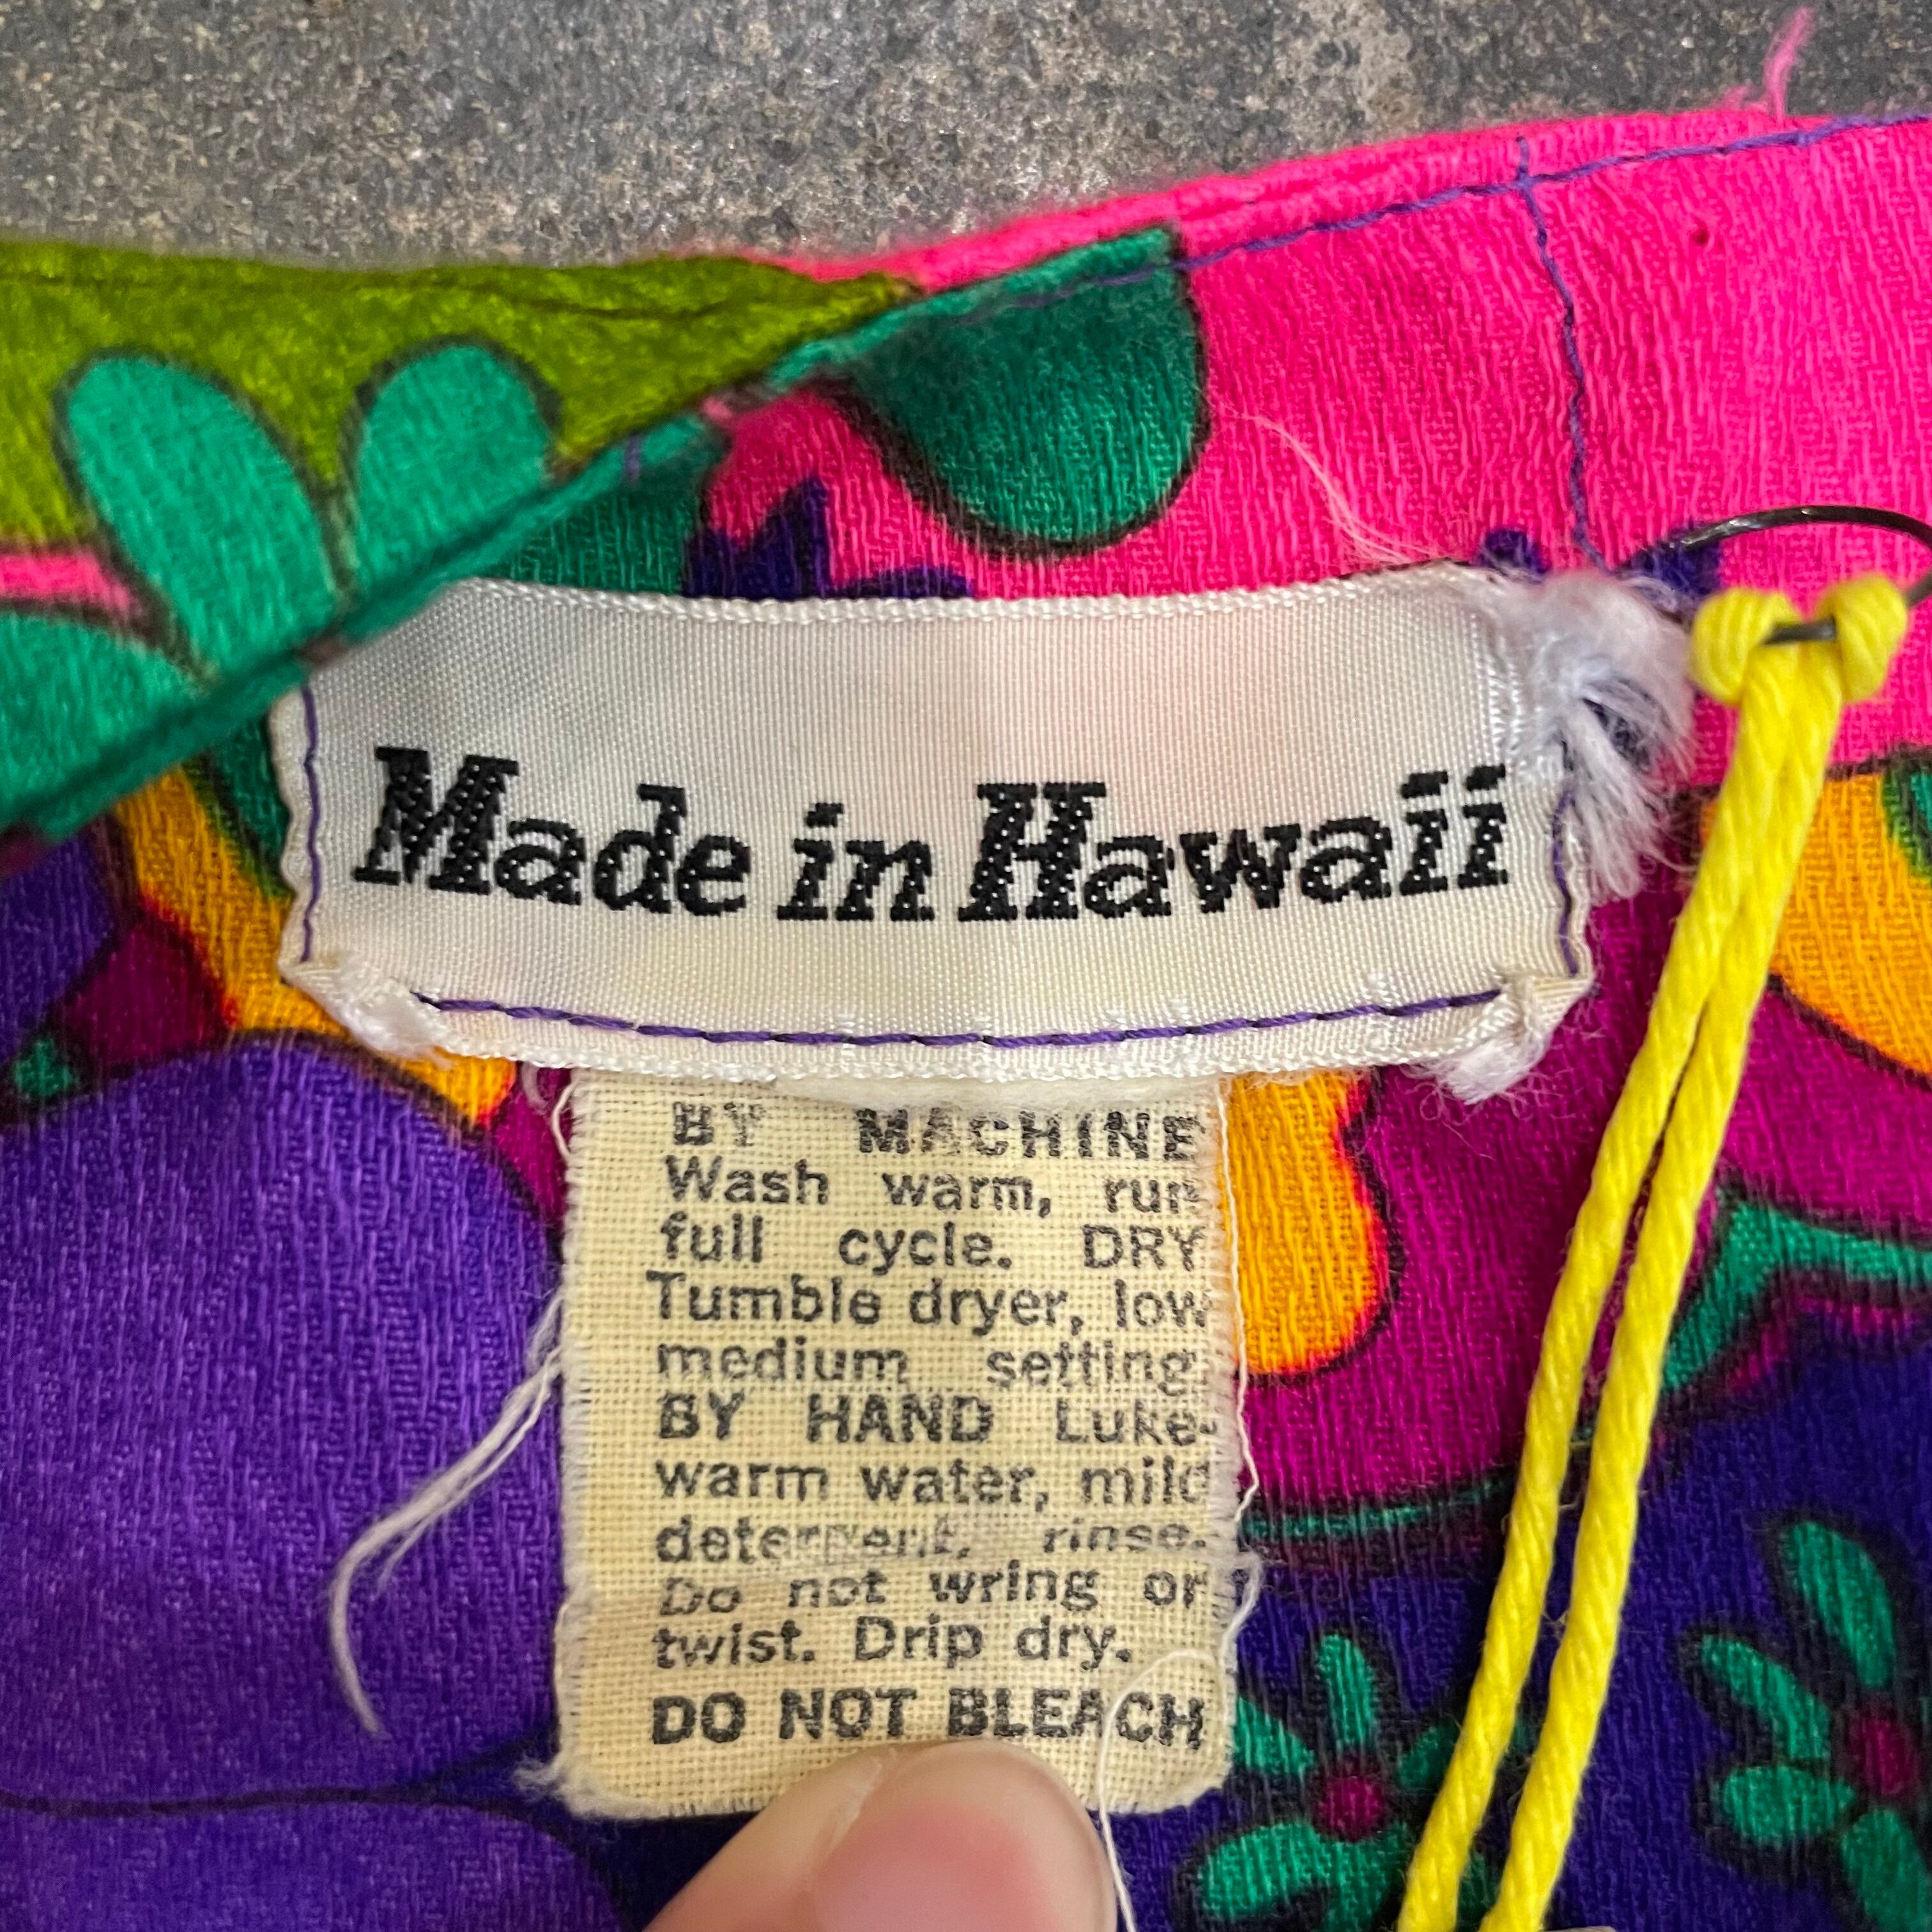 Made in Hawaii
BY MACHINE
Wash warm, run
full cycle. DRY
Tumble dryer, low
medium setting.
BY HAND Luke-
warm water, mild
detergent, rinse.
Do not wring or
twist. Drip dry.
DO NOT BLEACH